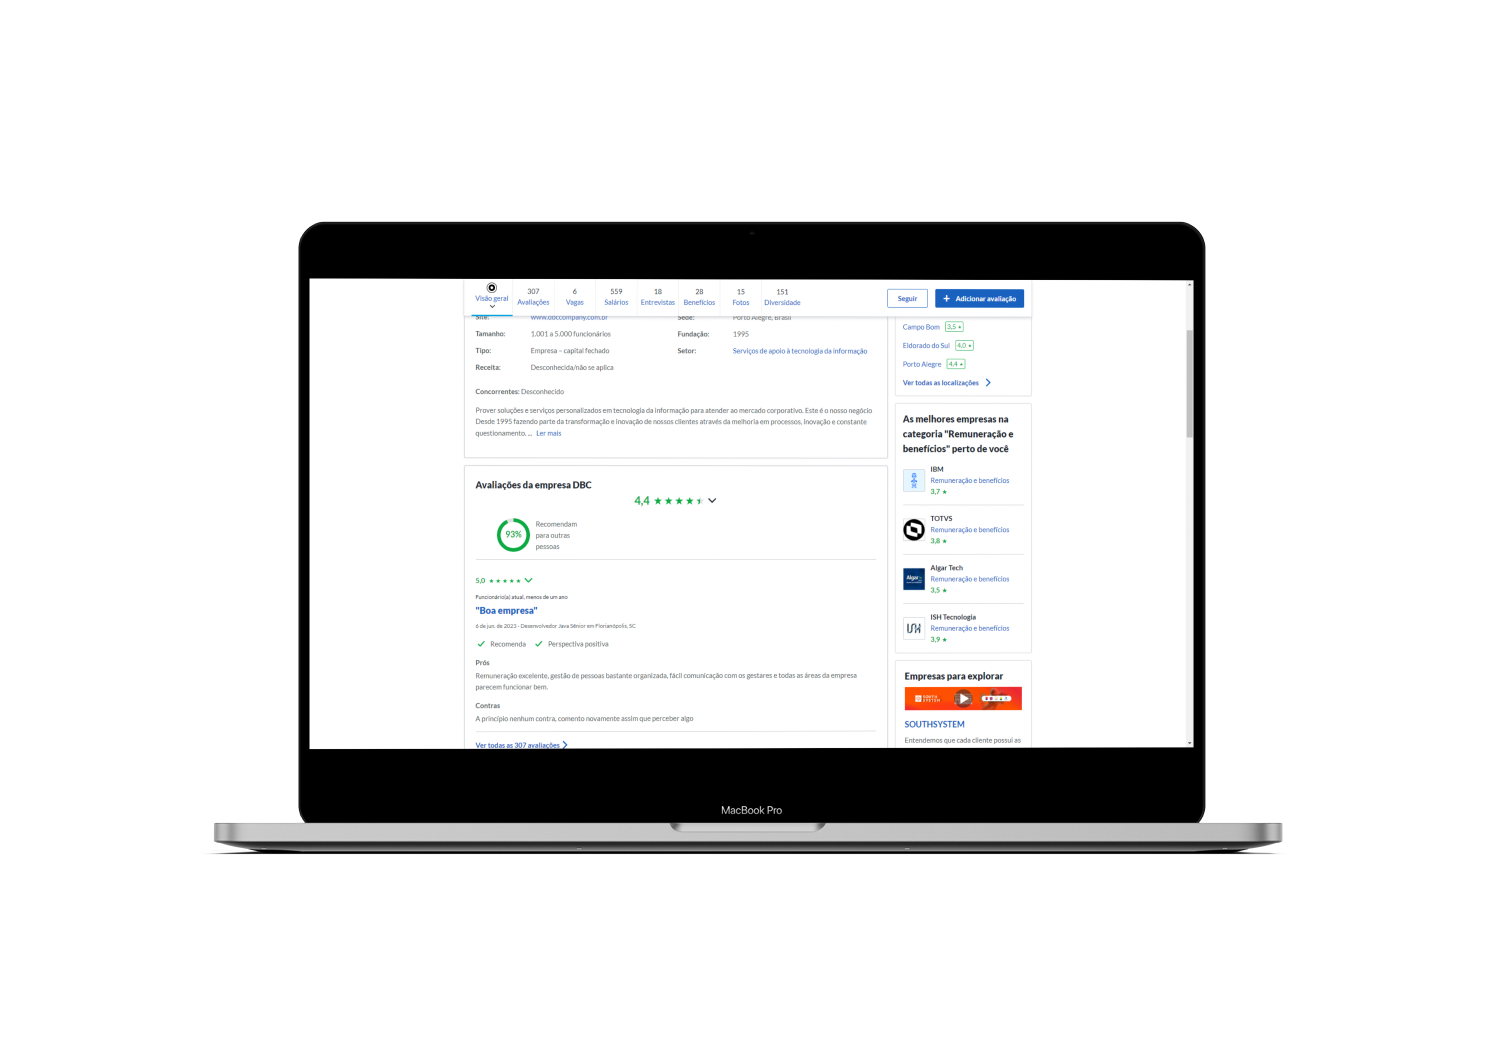 307 6 559 18 28 15 151
Visão geral Avaliações Vagas Salários Entrevistas Benefícios Fotos Diversidade
Seguir
+ Adicionar avaliação
Site: www.dbccompany.com.br
Sede: Porto Alegre, Brasil
Tamanho: 1.001 a 5.000 funcionários
Fundação: 1995
Tipo: Empresa – capital fechado
Setor: Serviços de apoio à tecnologia da informação
Receita: Desconhecida/não se aplica
Concorrentes: Desconhecido
Prover soluções e serviços personalizados em tecnologia da informação para atender ao mercado corporativo. Este é o nosso negócio
Desde 1995 fazendo parte da transformação e inovação de nossos clientes através da melhoria em processos, inovação e constante
questionamento. ... Ler mais
Avaliações da empresa DBC
4,4 ★★★★★
93%
Recomendam
para outras
pessoas
5,0 ★★★★★
Funcionário(a) atual, menos de um ano
"Boa empresa"
6 de jun. de 2023 - Desenvolvedor Java Sênior em Florianópolis, SC
Recomenda
Perspectiva positiva
Prós
Remuneração excelente, gestão de pessoas bastante organizada, fácil comunicação com os gestares e todas as áreas da empresa
parecem funcionar bem.
Contras
A princípio nenhum contra, comento novamente assim que perceber algo
Ver todas as 307 avaliações
Campo Bom 3,5 ★
Eldorado do Sul 4,0 ★
Porto Alegre 4,4 ★
Ver todas as localizações
As melhores empresas na
categoria "Remuneração e
benefícios" perto de você
IBM
Remuneração e benefícios
3,7 ★
TOTVS
Remuneração e benefícios
3,8 ★
Algar
Algar Tech
Remuneração e benefícios
3,5 ★
ISH Tecnologia
Remuneração e benefícios
3,9 ★
Empresas para explorar
SOUTH
SYSTEM
SOUTHSYSTEM
Entendemos que cada cliente possui as
MacBook Pro